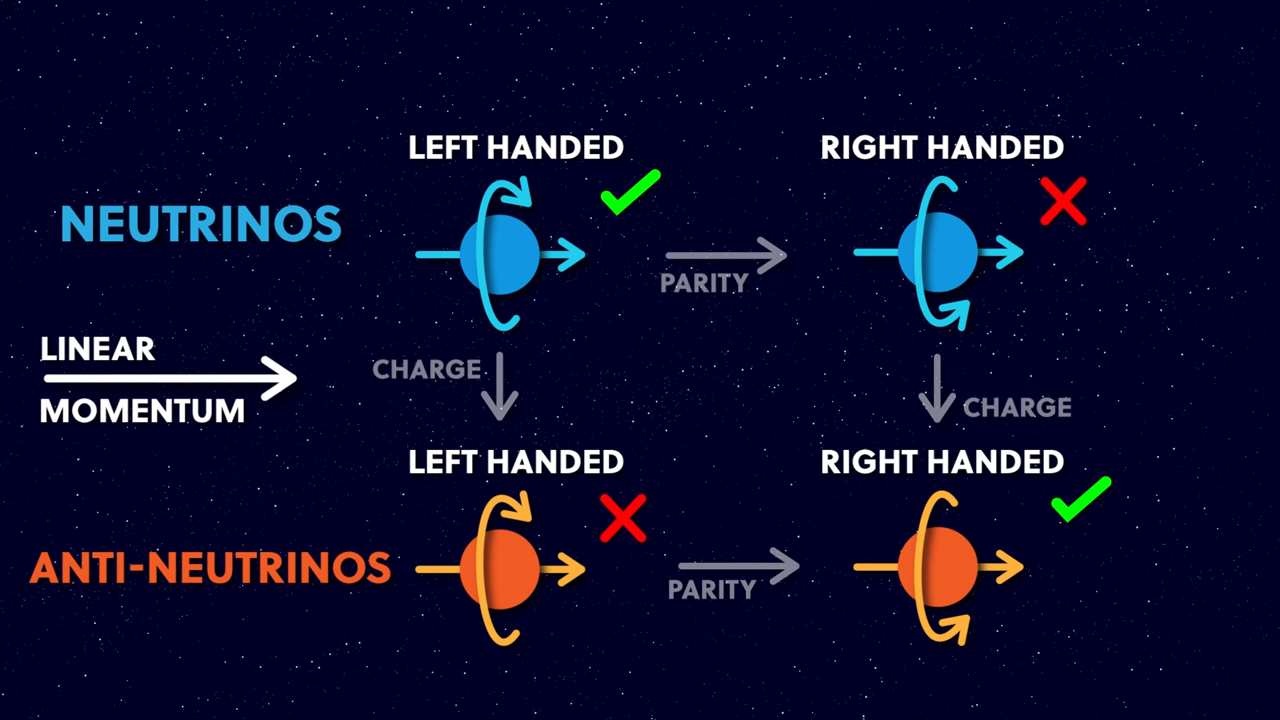 LEFT HANDED
RIGHT HANDED
NEUTRINOS
PARITY
LINEAR
MOMENTUM
CHARGE
CHARGE
LEFT HANDED
RIGHT HANDED
ANTI-NEUTRINOS
PARITY